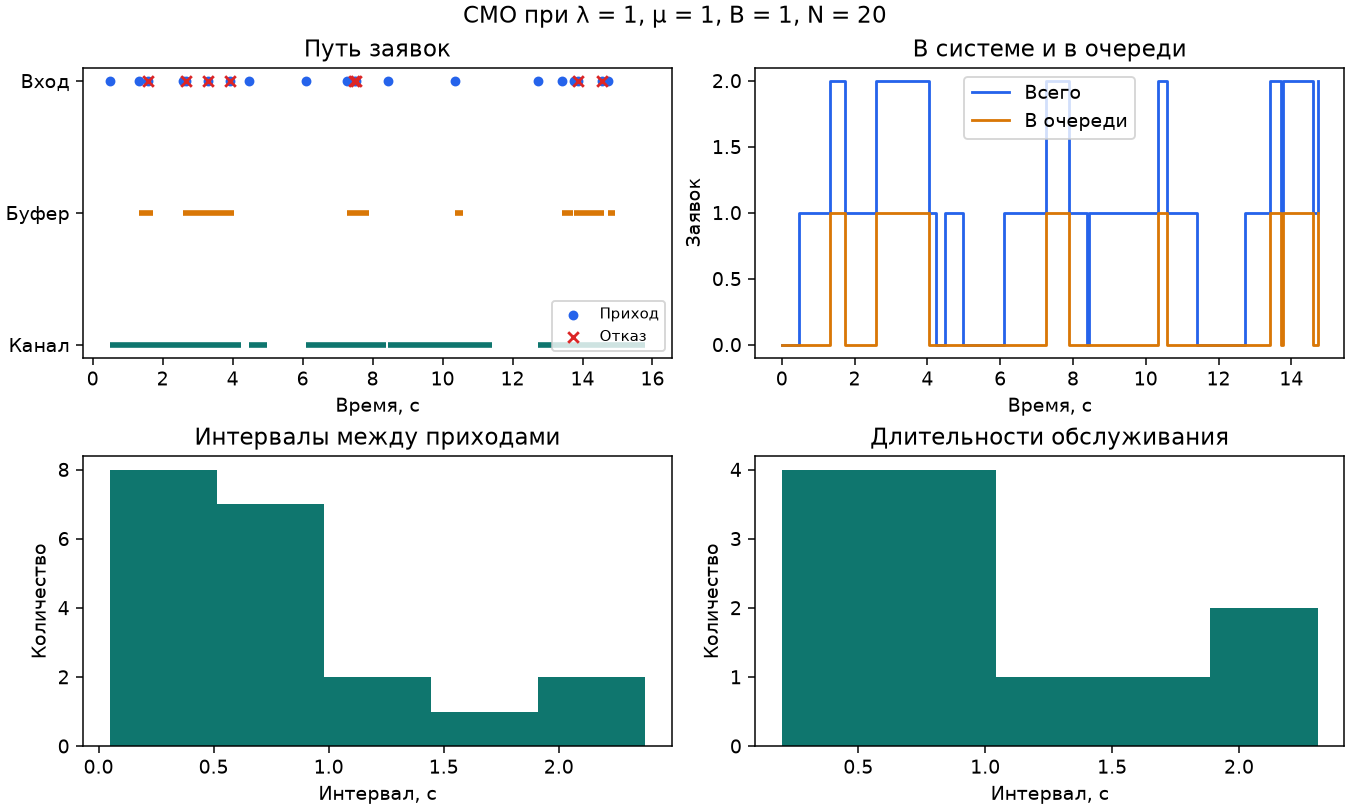 СМО при λ = 1, μ = 1, B = 1, N = 20
Путь заявок
Вход
Буфер
Канал
Приход
Отказ
0 2 4 6 8 10 12 14 16
Время, с
В системе и в очереди
Заявок
2.0
1.5
1.0
0.5
0.0
Всего
В очереди
0 2 4 6 8 10 12 14
Время, с
Интервалы между приходами
Количество
8
6
4
2
0
0.0 0.5 1.0 1.5 2.0
Интервал, с
Длительности обслуживания
Количество
4
3
2
1
0
0.5 1.0 1.5 2.0
Интервал, с